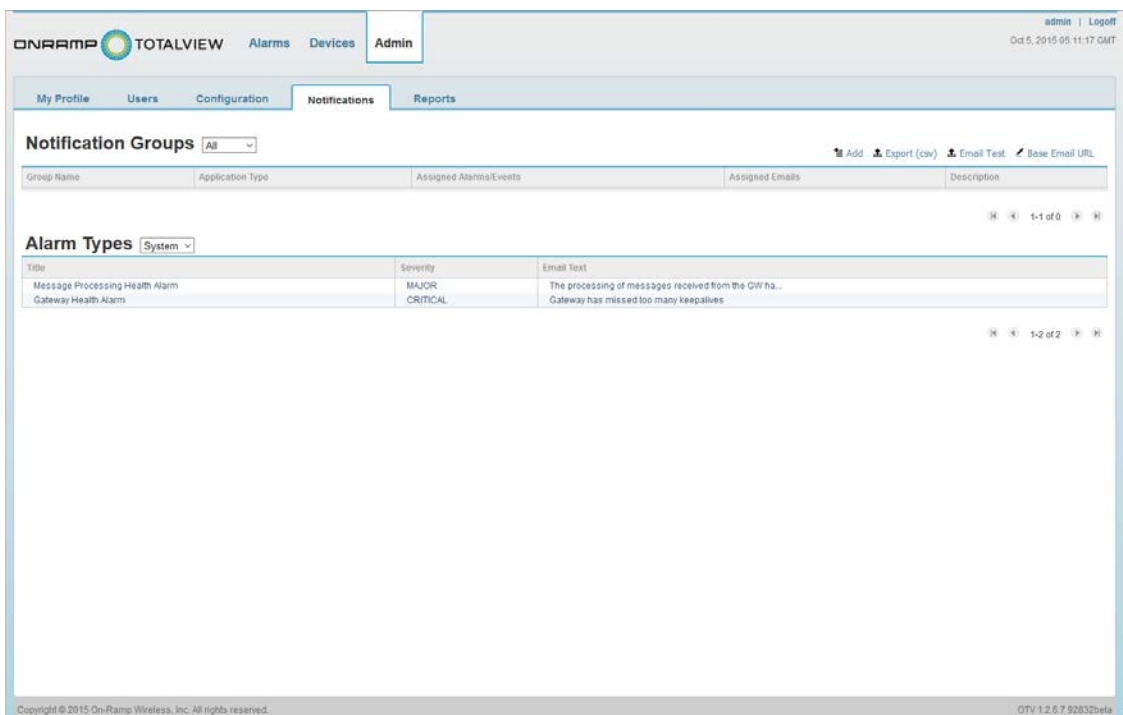 admin | Logoff
ONRAMP TOTALVIEW Alarms Devices Admin
Oct 5, 2015 05:11:17 GMT
My Profile Users Configuration Notifications Reports
Notification Groups All
Add Export (csv) Email Test Base Email URL
Group Name Application Type Assigned Alarms/Events Assigned Emails Description
1-1 of 0
Alarm Types System
Title Severity Email Text
Message Processing Health Alarm MAJOR The processing of messages received from the GW ha...
Gateway Health Alarm CRITICAL Gateway has missed too many keepalives
1-2 of 2
Copyright © 2015 On-Ramp Wireless, Inc. All rights reserved. OTV 1.2.6.7 92832beta